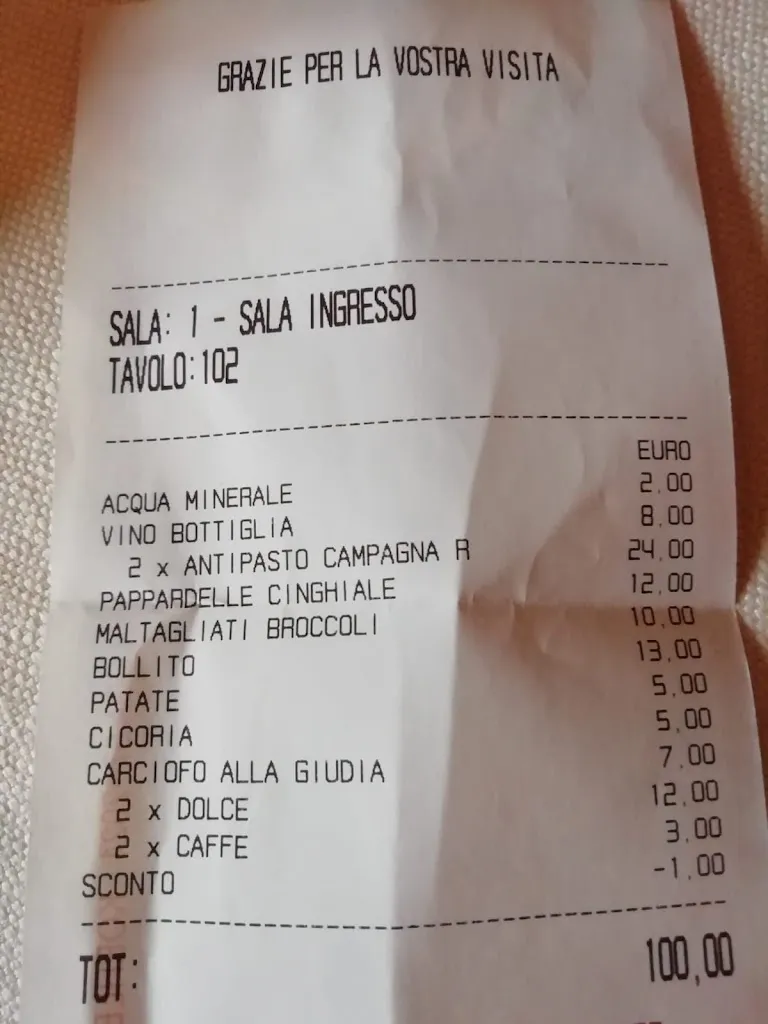 GRAZIE PER LA VOSTRA VISITA
SALA: 1 - SALA INGRESSO
TAVOLO:102
EURO
ACQUA MINERALE 2,00
VINO BOTTIGLIA 8,00
2 x ANTIPASTO CAMPAGNA R 24,00
PAPPARDELLE CINGHIALE 12,00
MALTAGLIATI BROCCOLI 10,00
BOLLITO 13,00
PATATE 5,00
CICORIA 5,00
CARCIOFO ALLA GIUDIA 7,00
2 x DOLCE 12,00
2 x CAFFE 3,00
SCONTO -1,00
TOT: 100,00